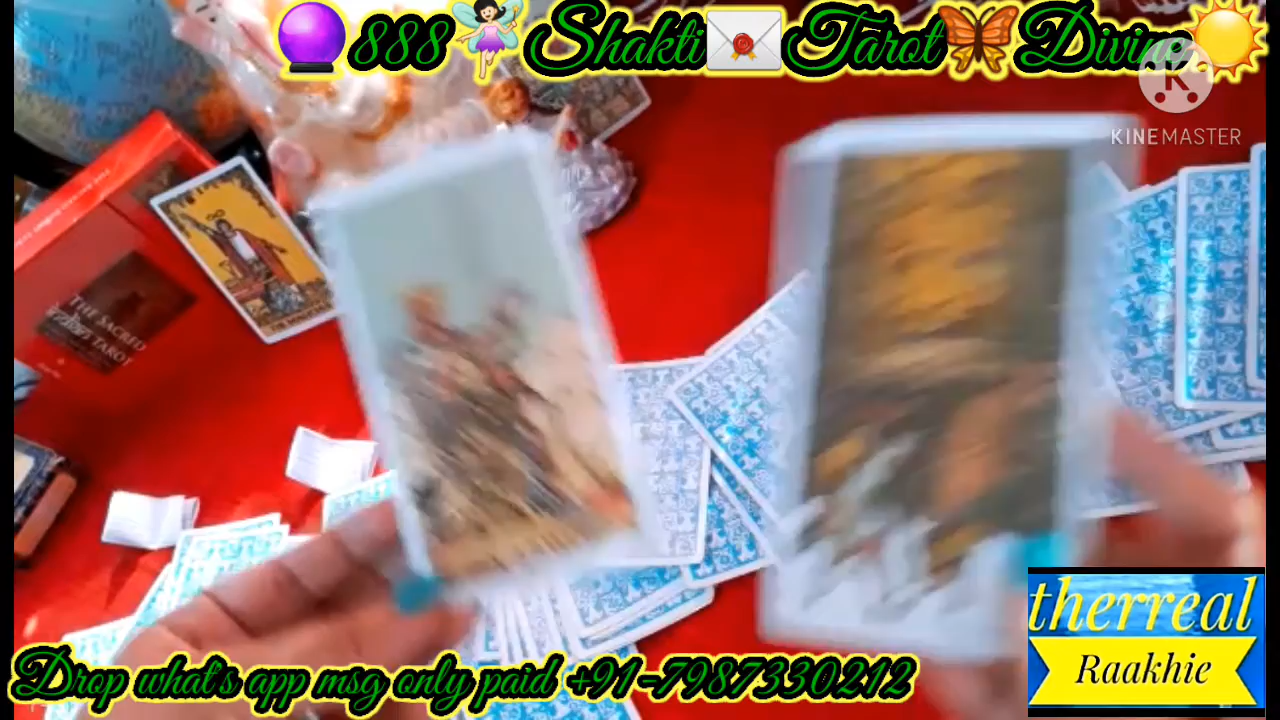 🔮888🧚Shakti💌Tarot🦋Divine☀️
KINEMASTER
THE SACRED
TAROT
therreal
Raakhie
Drop what's app msg only paid +91-7987330212